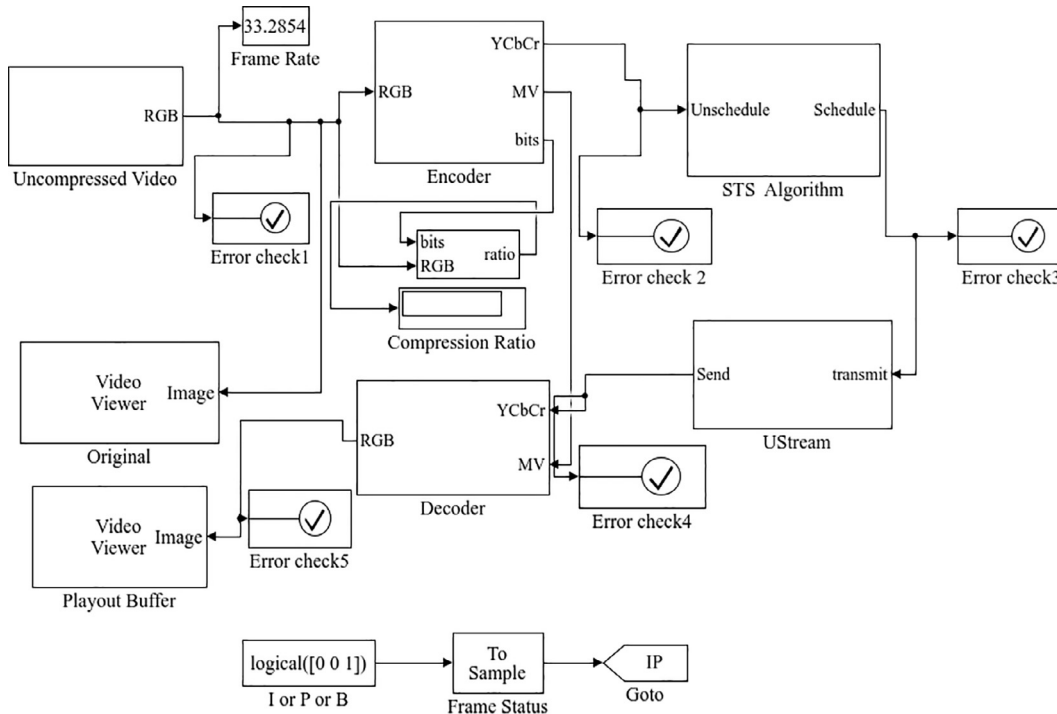 33.2854
Frame Rate
RGB
Uncompressed Video
RGB
YCbCr
MV
bits
Encoder
Unschedule
Schedule
STS Algorithm
Error check1
bits
RGB
ratio
Compression Ratio
Error check 2
Error check3
Video
Viewer
Image
Original
RGB
YCbCr
MV
Decoder
Send
transmit
UStream
Error check4
Video
Viewer
Image
Playout Buffer
Error check5
logical([0 0 1])
I or P or B
To
Sample
Frame Status
IP
Goto